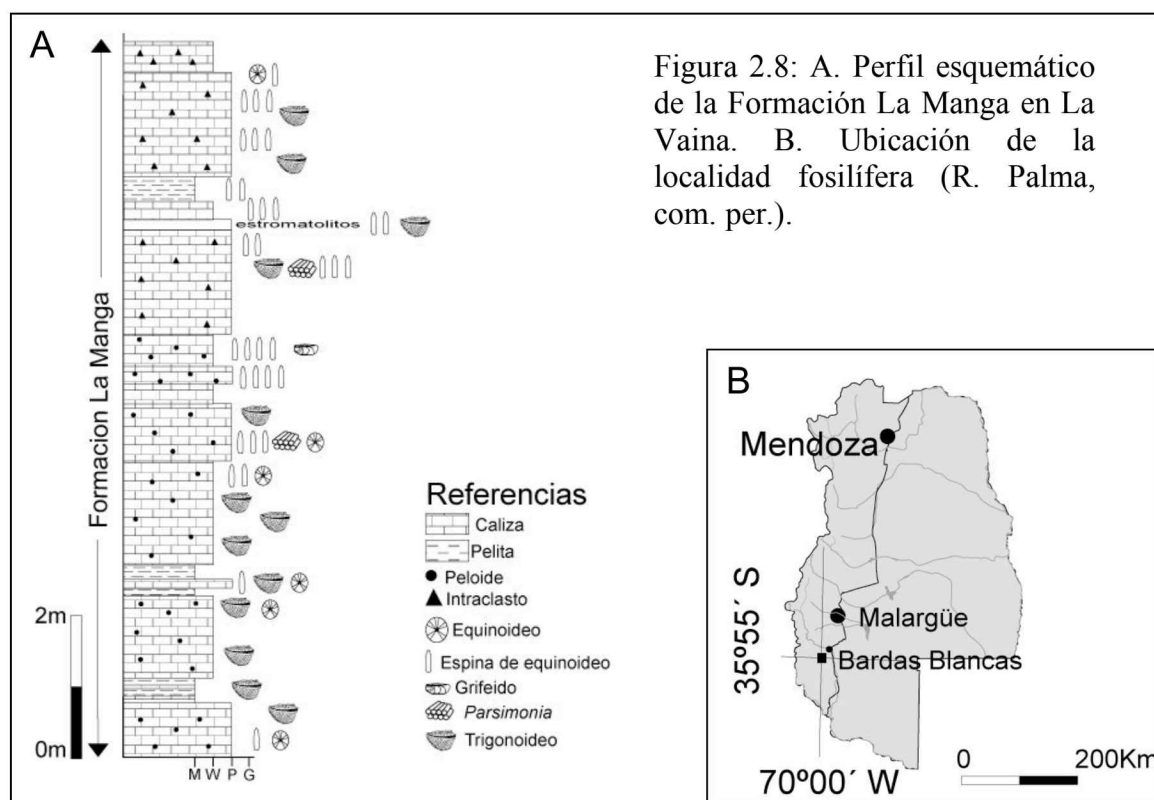 A
Figura 2.8: A. Perfil esquemático
de la Formación La Manga en La
Vaina. B. Ubicación de la
localidad fosilífera (R. Palma,
com. per.).
Formacion La Manga
estromatolitos
2m
0m
M W P G
Referencias
Caliza
Pelita
Peloide
Intraclasto
Equinoideo
Espina de equinoideo
Grifeido
Parsimonia
Trigonoideo
B
Mendoza
Malargüe
Bardas Blancas
35º55´ S
70º00´ W
0 200Km